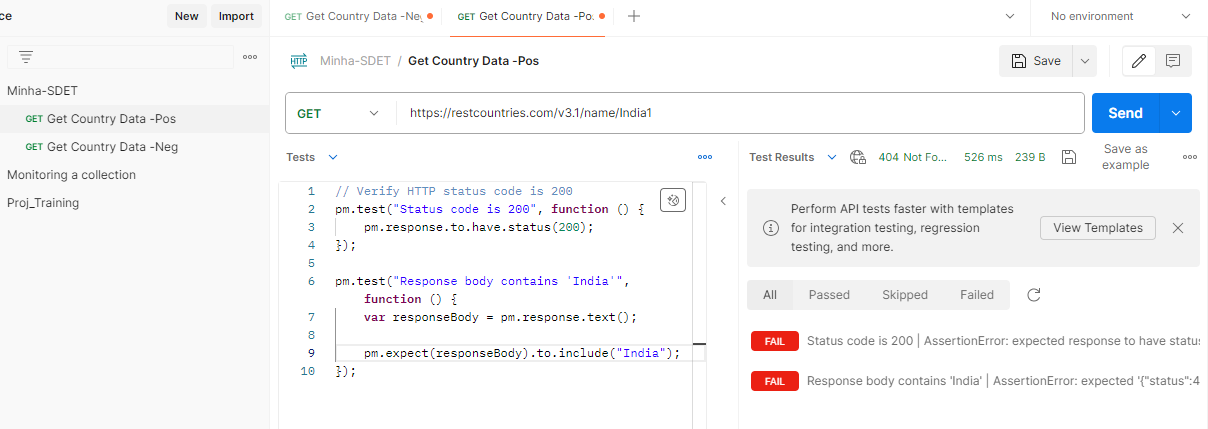 ce
New
Import
GET Get Country Data -Ne
GET Get Country Data -Po
No environment
HTTP Minha-SDET / Get Country Data -Pos
Save
Minha-SDET
GET Get Country Data -Pos
GET Get Country Data -Neg
Monitoring a collection
Proj_Training
GET
https://restcountries.com/v3.1/name/India1
Send
Tests
1 // Verify HTTP status code is 200
2 pm.test("Status code is 200", function () {
3 pm.response.to.have.status(200);
4 });
5
6 pm.test("Response body contains 'India'",
function () {
7 var responseBody = pm.response.text();
8
9 pm.expect(responseBody).to.include("India");
10 });
Test Results
404 Not Fo...
526 ms
239 B
Save as
example
Perform API tests faster with templates
for integration testing, regression
testing, and more.
View Templates
All
Passed
Skipped
Failed
FAIL Status code is 200 | AssertionError: expected response to have statu
FAIL Response body contains 'India' | AssertionError: expected '{"status":4